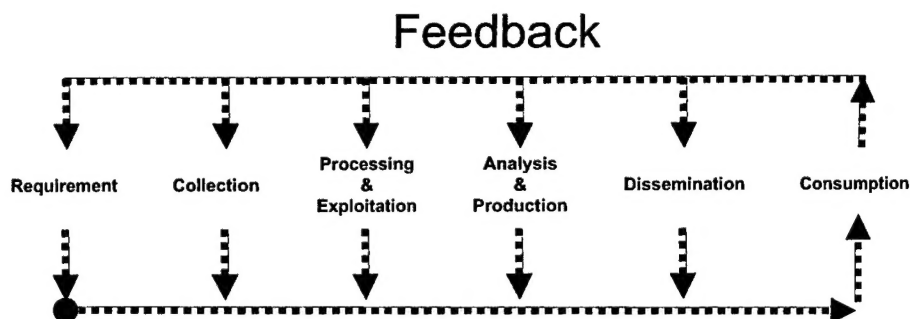 Feedback
Requirement
Collection
Processing
&
Exploitation
Analysis
&
Production
Dissemination
Consumption